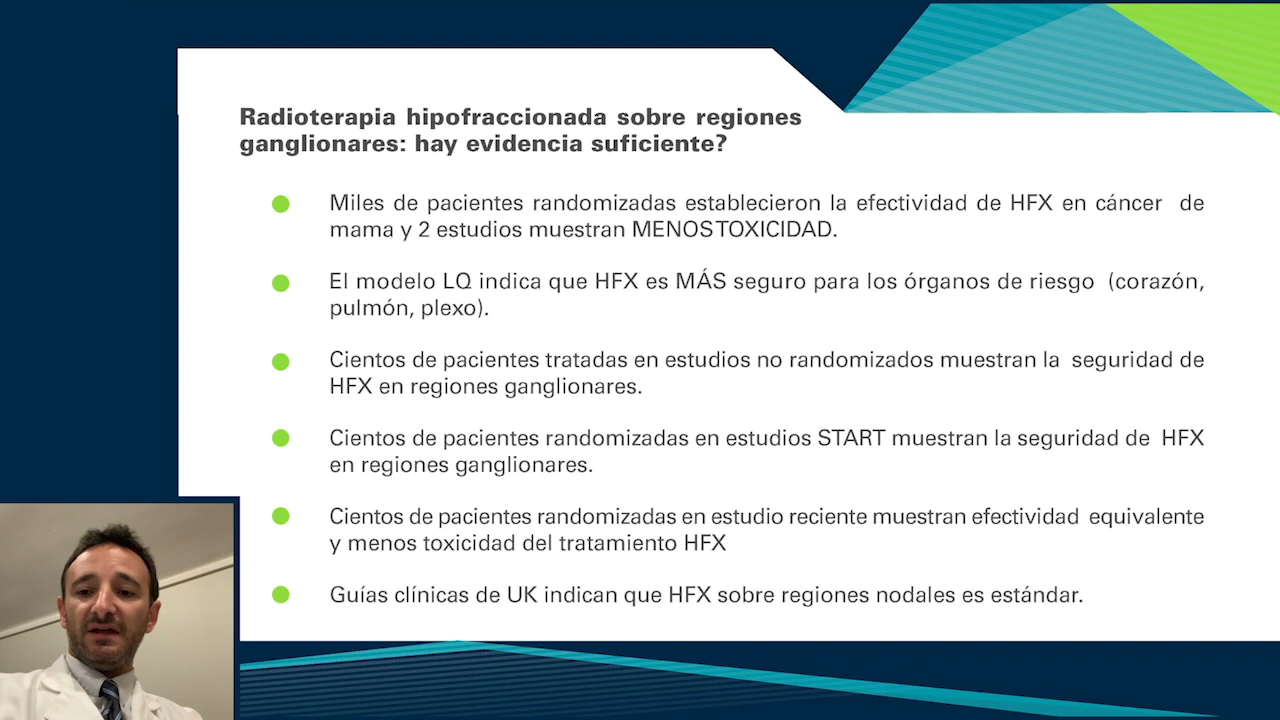 Radioterapia hipofraccionada sobre regiones
ganglionares: hay evidencia suficiente?
Miles de pacientes randomizadas establecieron la efectividad de HFX en cáncer de
mama y 2 estudios muestran MENOS TOXICIDAD.
El modelo LQ indica que HFX es MÁS seguro para los órganos de riesgo (corazón,
pulmón, plexo).
Cientos de pacientes tratadas en estudios no randomizados muestran la seguridad de
HFX en regiones ganglionares.
Cientos de pacientes randomizadas en estudios START muestran la seguridad de HFX
en regiones ganglionares.
Cientos de pacientes randomizadas en estudio reciente muestran efectividad equivalente
y menos toxicidad del tratamiento HFX
Guías clínicas de UK indican que HFX sobre regiones nodales es estándar.